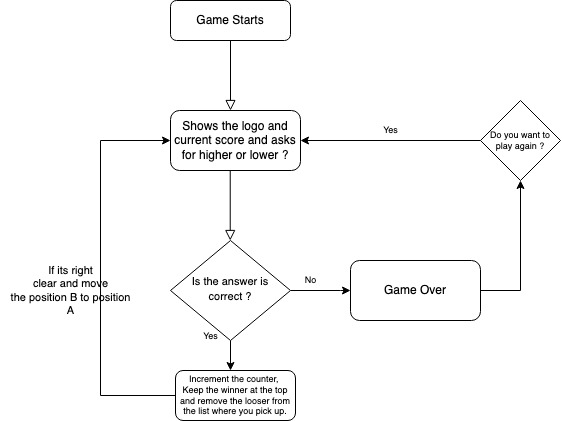 Game Starts
Shows the logo and
current score and asks
for higher or lower ?
Yes
Do you want to
play again ?
If its right
clear and move
the position B to position
A
Is the answer is
correct ?
No
Game Over
Yes
Increment the counter,
Keep the winner at the top
and remove the looser from
the list where you pick up.